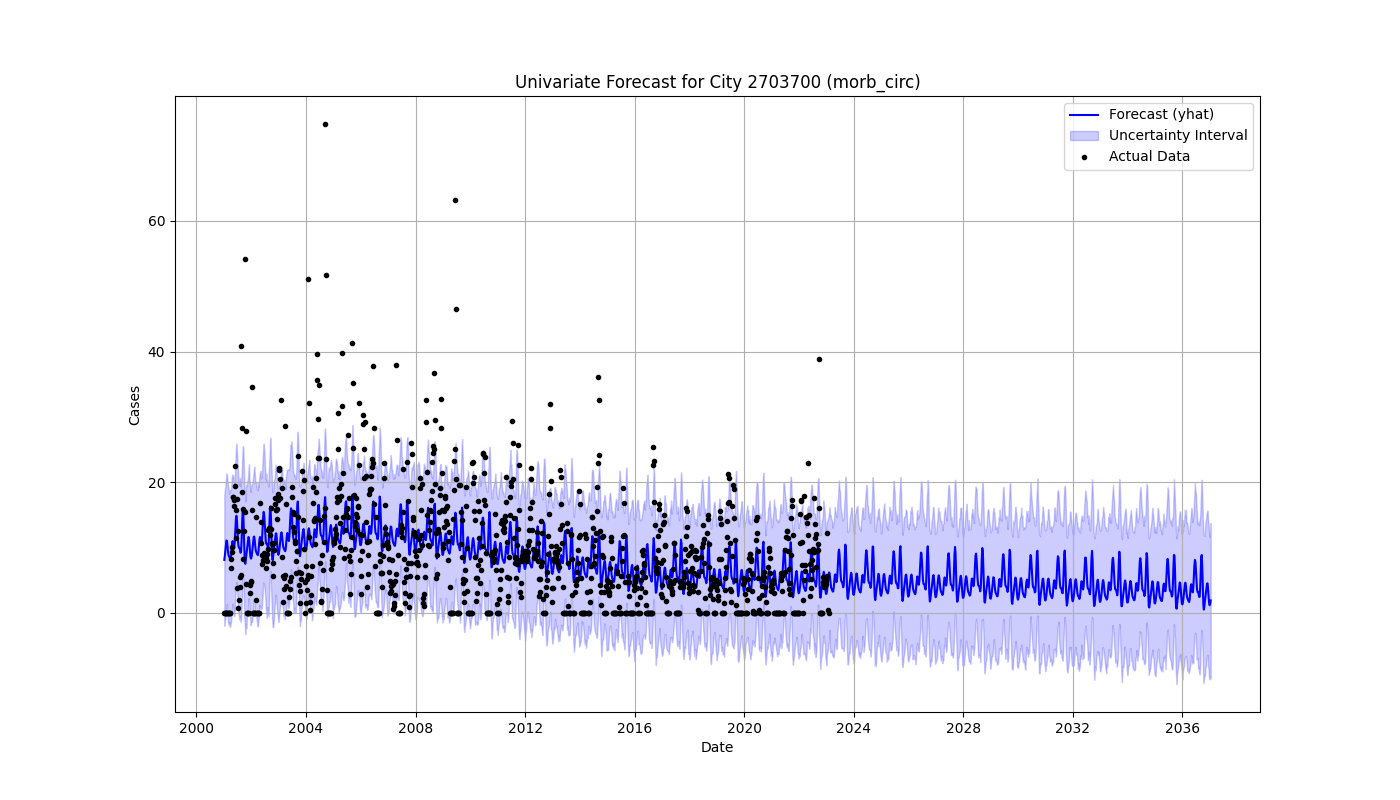 Univariate Forecast for City 2703700 (morb_circ)
Forecast (yhat)
Uncertainty Interval
Actual Data
Cases
60
40
20
0
2000 2004 2008 2012 2016 2020 2024 2028 2032 2036
Date